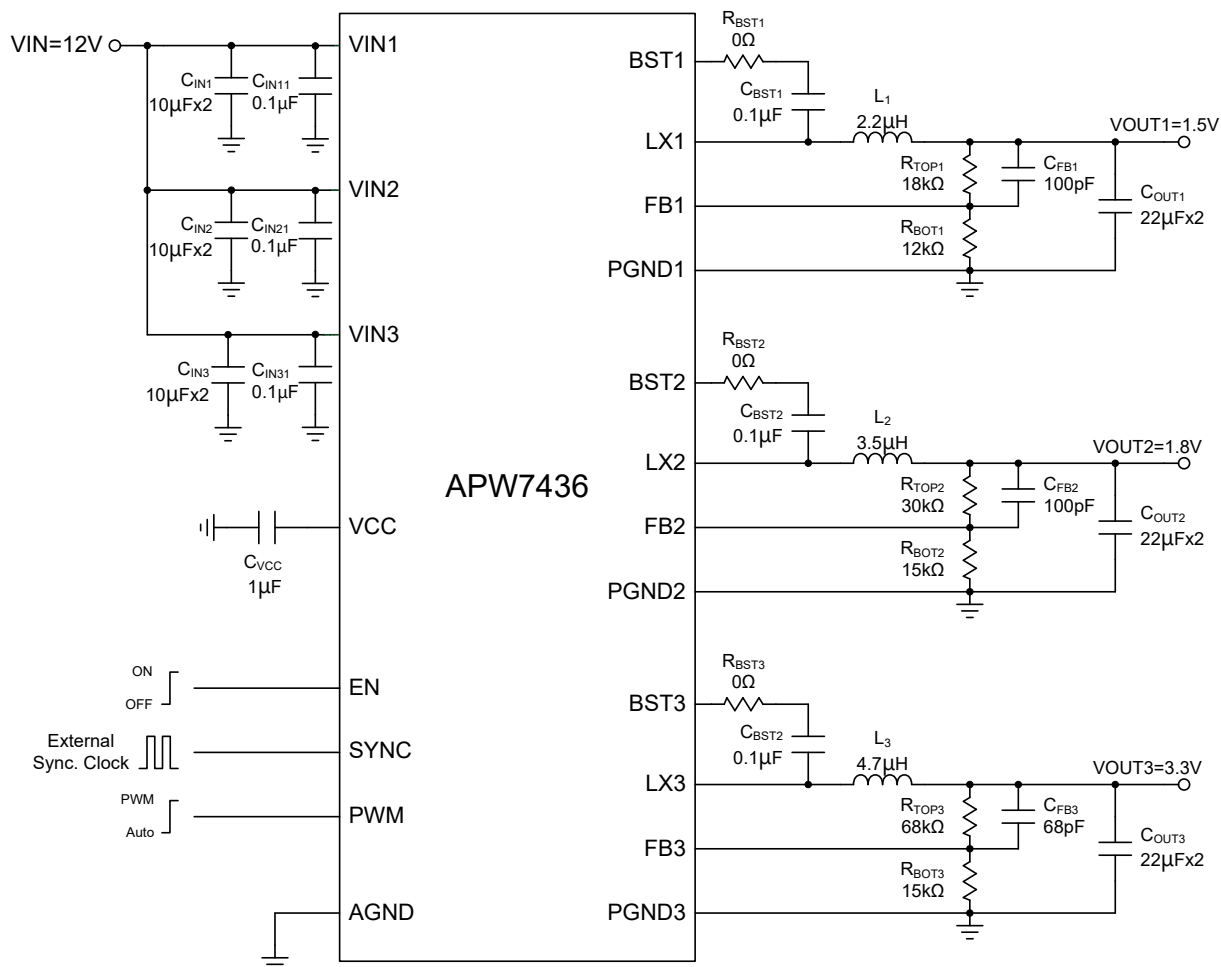 VIN=12V
VIN1
CIN1
10µFx2
CIN11
0.1µF
VIN2
CIN2
10µFx2
CIN21
0.1µF
VIN3
CIN3
10µFx2
CIN31
0.1µF
VCC
CVCC
1µF
ON
OFF
EN
External
Sync. Clock
SYNC
PWM
Auto
PWM
AGND
APW7436
BST1
RBST1
0Ω
CBST1
0.1µF
LX1
L1
2.2µH
VOUT1=1.5V
RTOP1
18kΩ
CFB1
100pF
COUT1
22µFx2
FB1
RBOT1
12kΩ
PGND1
BST2
RBST2
0Ω
CBST2
0.1µF
LX2
L2
3.5µH
VOUT2=1.8V
RTOP2
30kΩ
CFB2
100pF
COUT2
22µFx2
FB2
RBOT2
15kΩ
PGND2
BST3
RBST3
0Ω
CBST2
0.1µF
LX3
L3
4.7µH
VOUT3=3.3V
RTOP3
68kΩ
CFB3
68pF
COUT3
22µFx2
FB3
RBOT3
15kΩ
PGND3